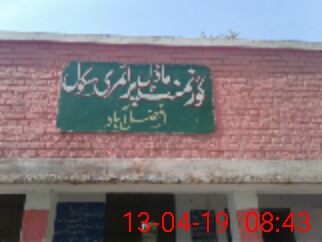 گورنمنٹ ماڈل پرائمری سکول
افضل آباد
13-04-19 08:43